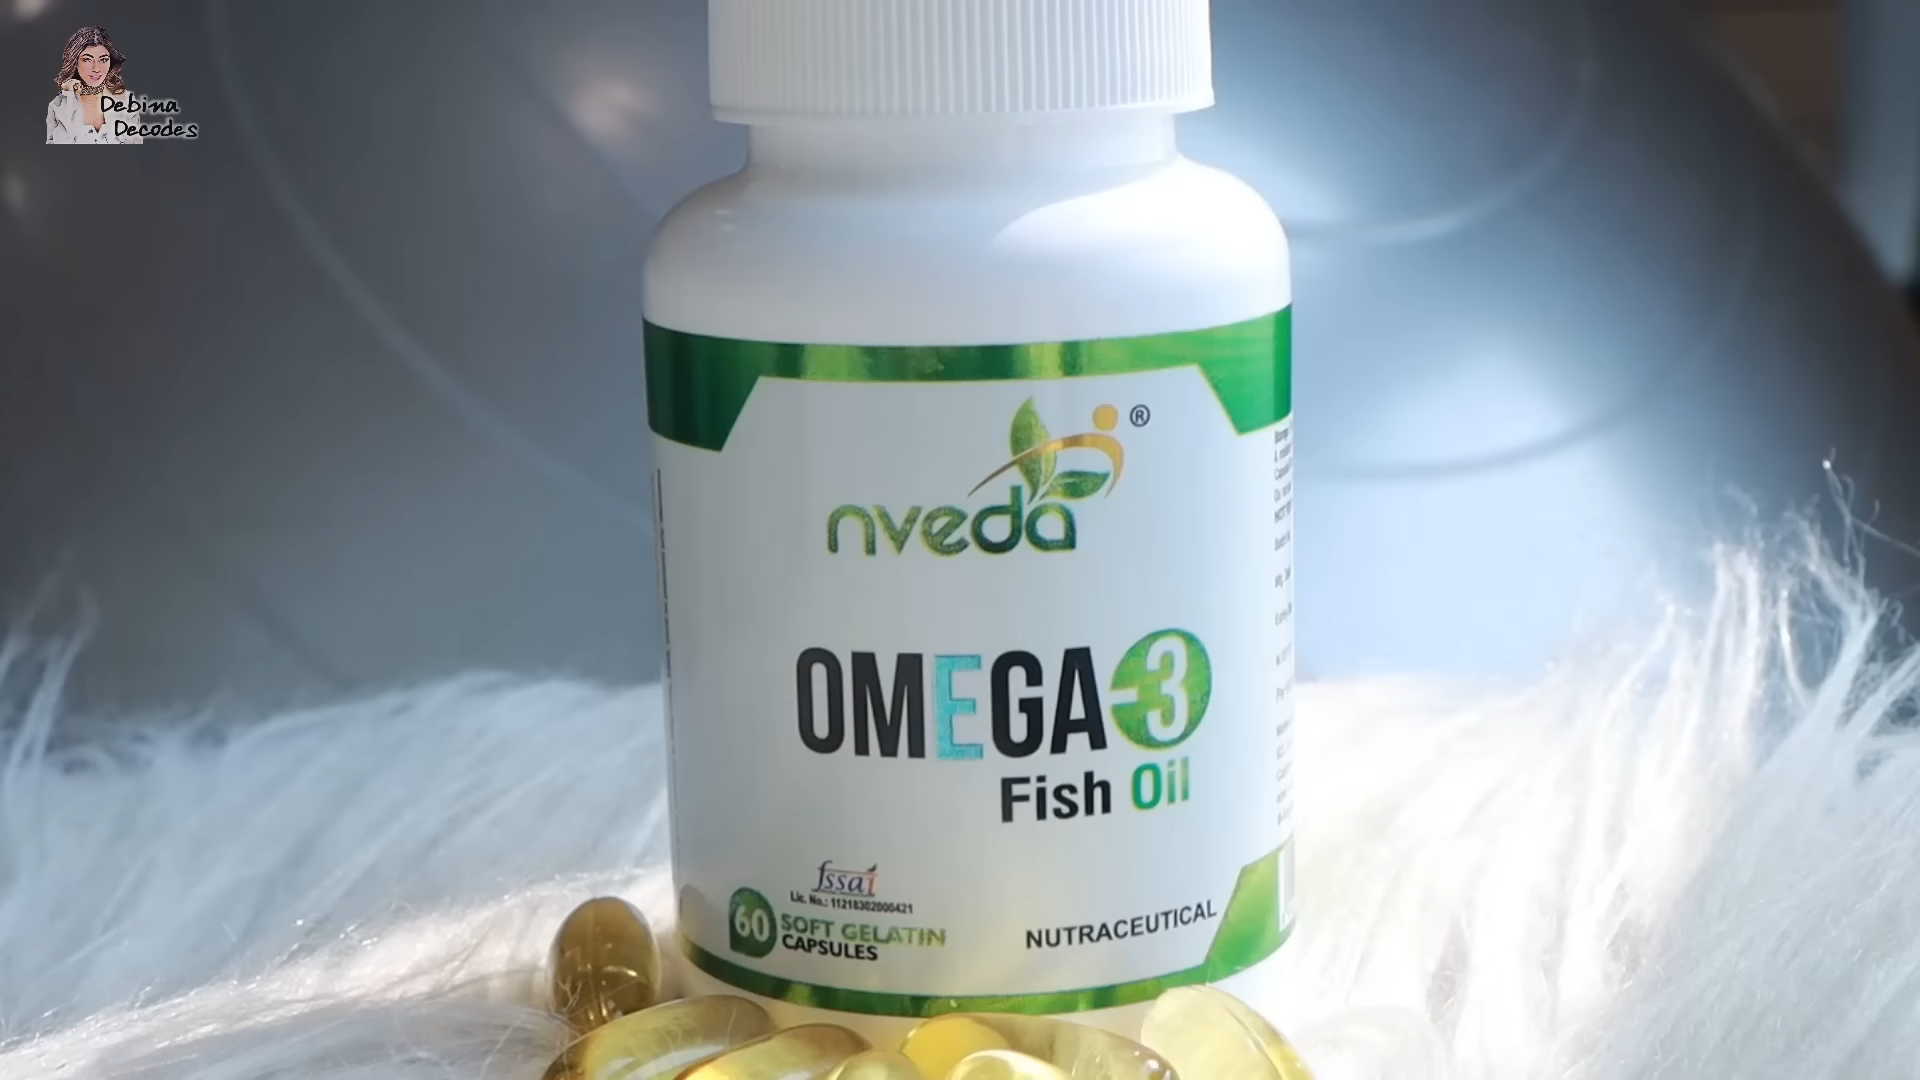 Debina
Decodes
nveda®
OMEGA-3
Fish Oil
fssai
Lic. No.: 11218302000421
60 SOFT GELATIN
CAPSULES
NUTRACEUTICAL